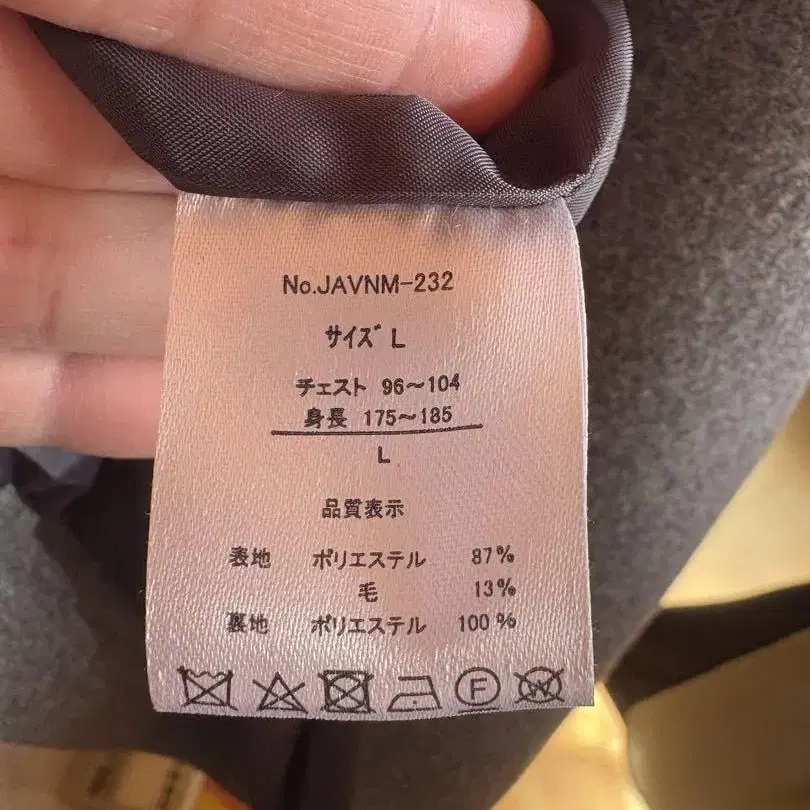 No.JAVNM-232
サイズ L
チェスト 96～104
身長 175～185
L
品質表示
表地 ポリエステル 87%
毛 13%
裏地 ポリエステル 100%
F W